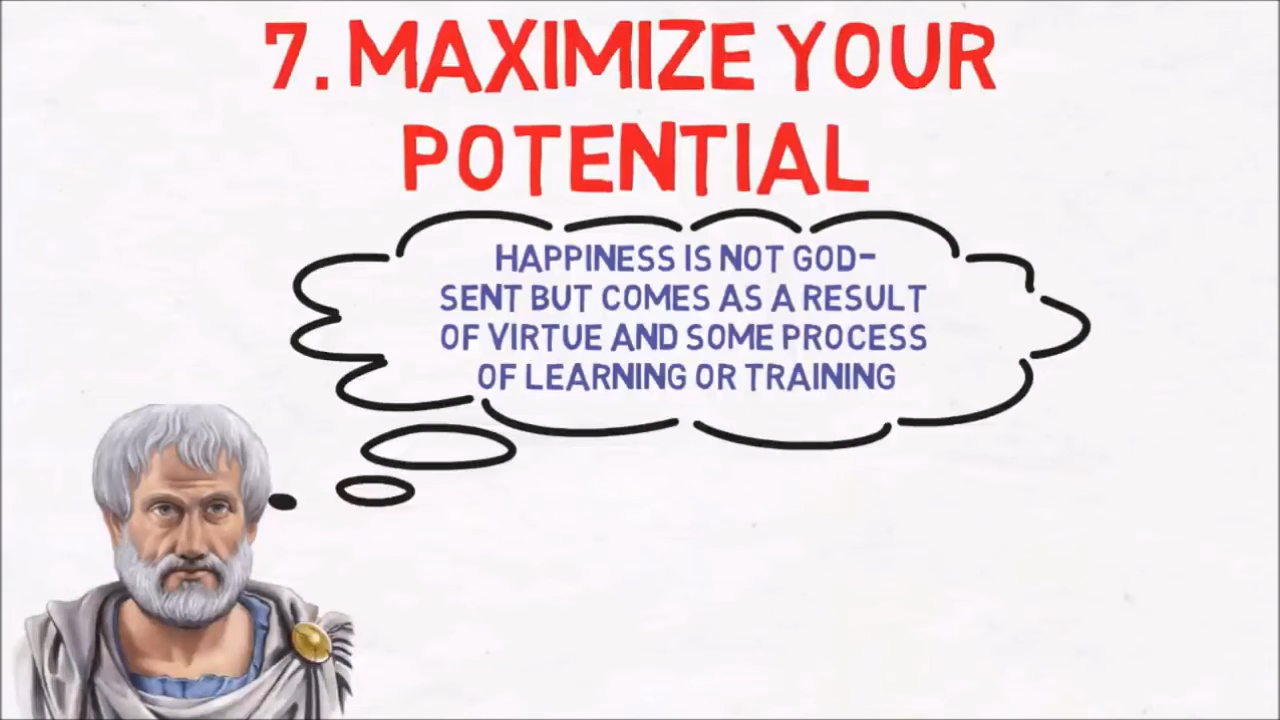 7. MAXIMIZE YOUR
POTENTIAL
HAPPINESS IS NOT GOD-
SENT BUT COMES AS A RESULT
OF VIRTUE AND SOME PROCESS
OF LEARNING OR TRAINING